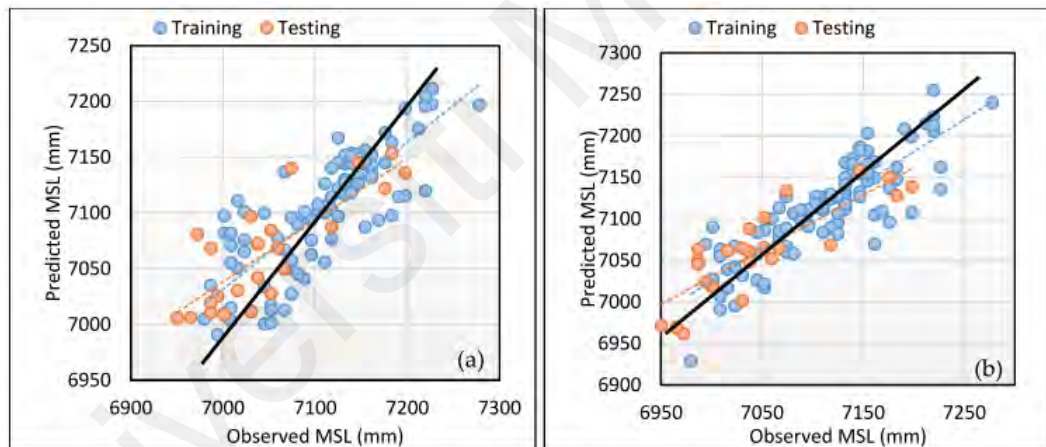 Training Testing
7250
7200
7150
7100
7050
7000
6950
6900 7000 7100 7200 7300
Predicted MSL (mm)
Observed MSL (mm)
(a)
Training Testing
7300
7250
7200
7150
7100
7050
7000
6950
6900
6950 7050 7150 7250
Predicted MSL (mm)
Observed MSL (mm)
(b)